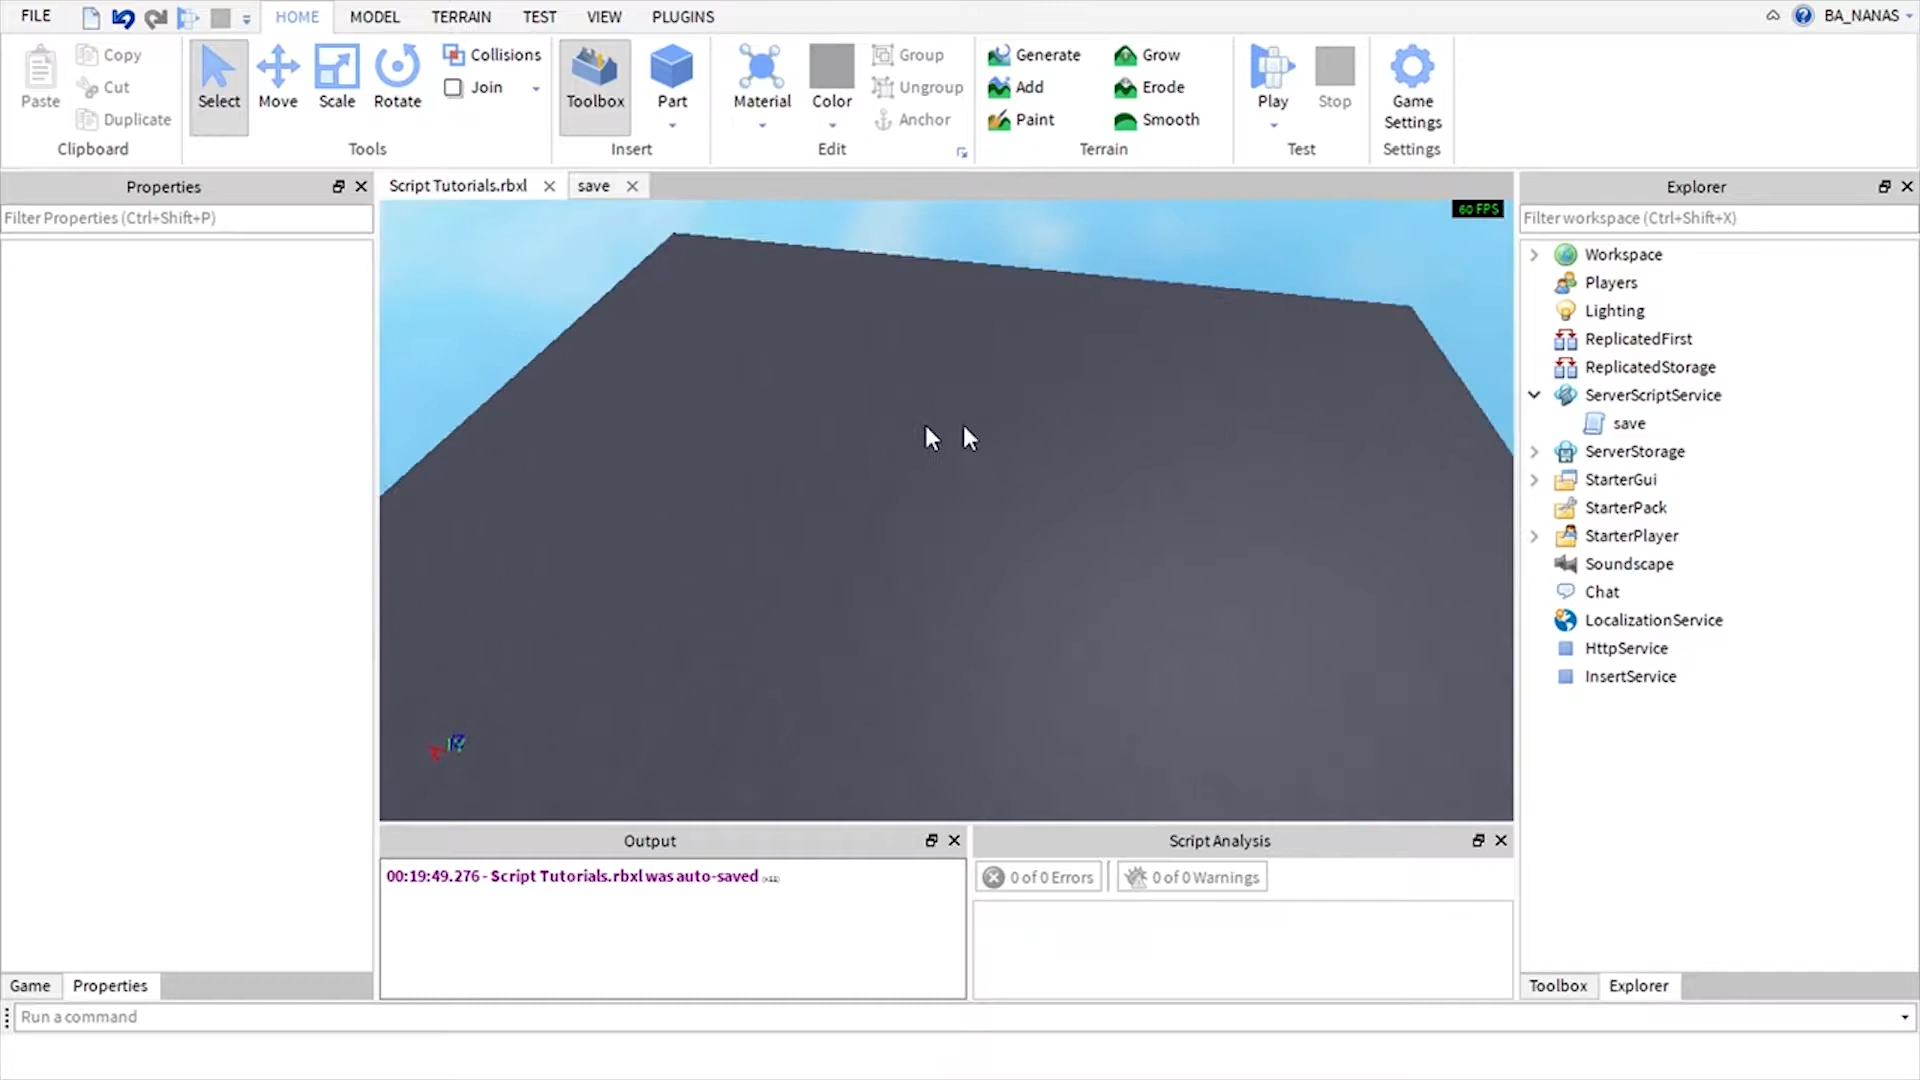 FILE HOME MODEL TERRAIN TEST VIEW PLUGINS BA_NANAS
Paste Copy Cut Duplicate
Clipboard
Select Move Scale Rotate Collisions Join
Tools
Toolbox Part
Insert
Material Color Group Ungroup Anchor
Edit
Generate Add Paint Grow Erode Smooth
Terrain
Play Stop
Test
Game Settings
Settings
Properties
Filter Properties (Ctrl+Shift+P)
Script Tutorials.rbxl save
60 FPS
Explorer
Filter workspace (Ctrl+Shift+X)
Workspace
Players
Lighting
ReplicatedFirst
ReplicatedStorage
ServerScriptService
save
ServerStorage
StarterGui
StarterPack
StarterPlayer
Soundscape
Chat
LocalizationService
HttpService
InsertService
Output
00:19:49.276 - Script Tutorials.rbxl was auto-saved
Script Analysis
0 of 0 Errors 0 of 0 Warnings
Game Properties
Toolbox Explorer
Run a command